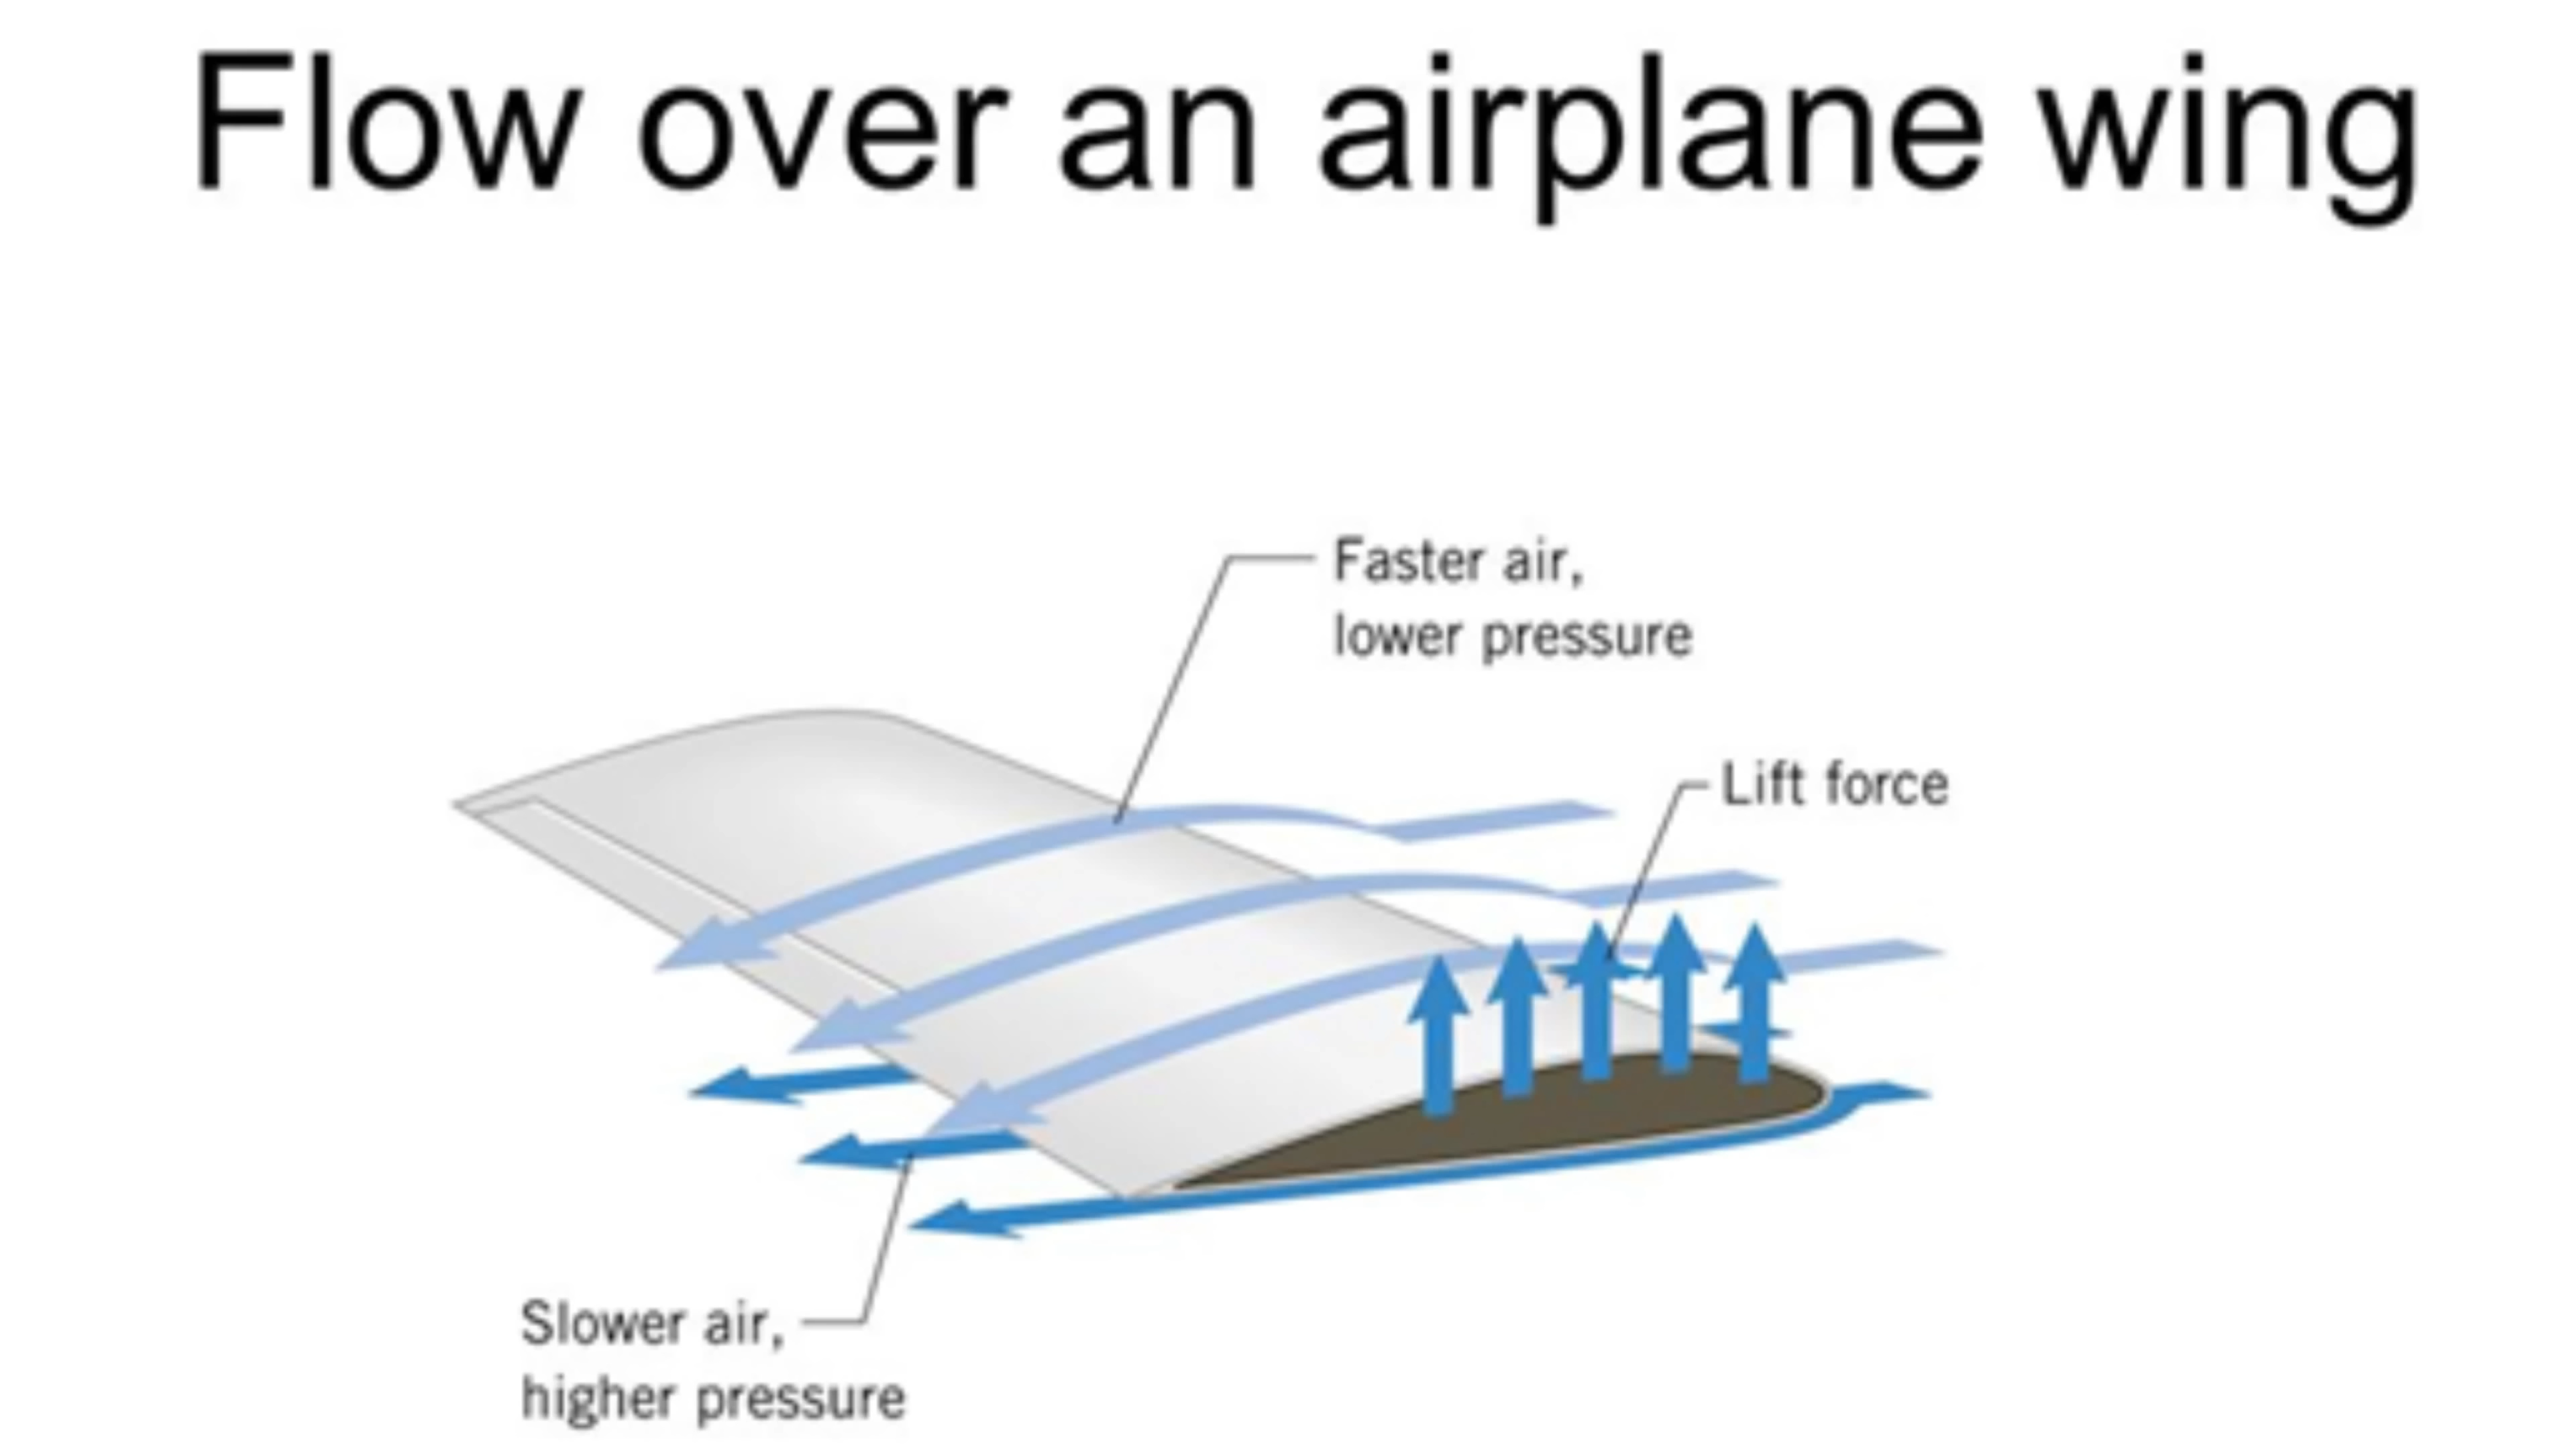 Flow over an airplane wing
Faster air,
lower pressure
Lift force
Slower air,
higher pressure